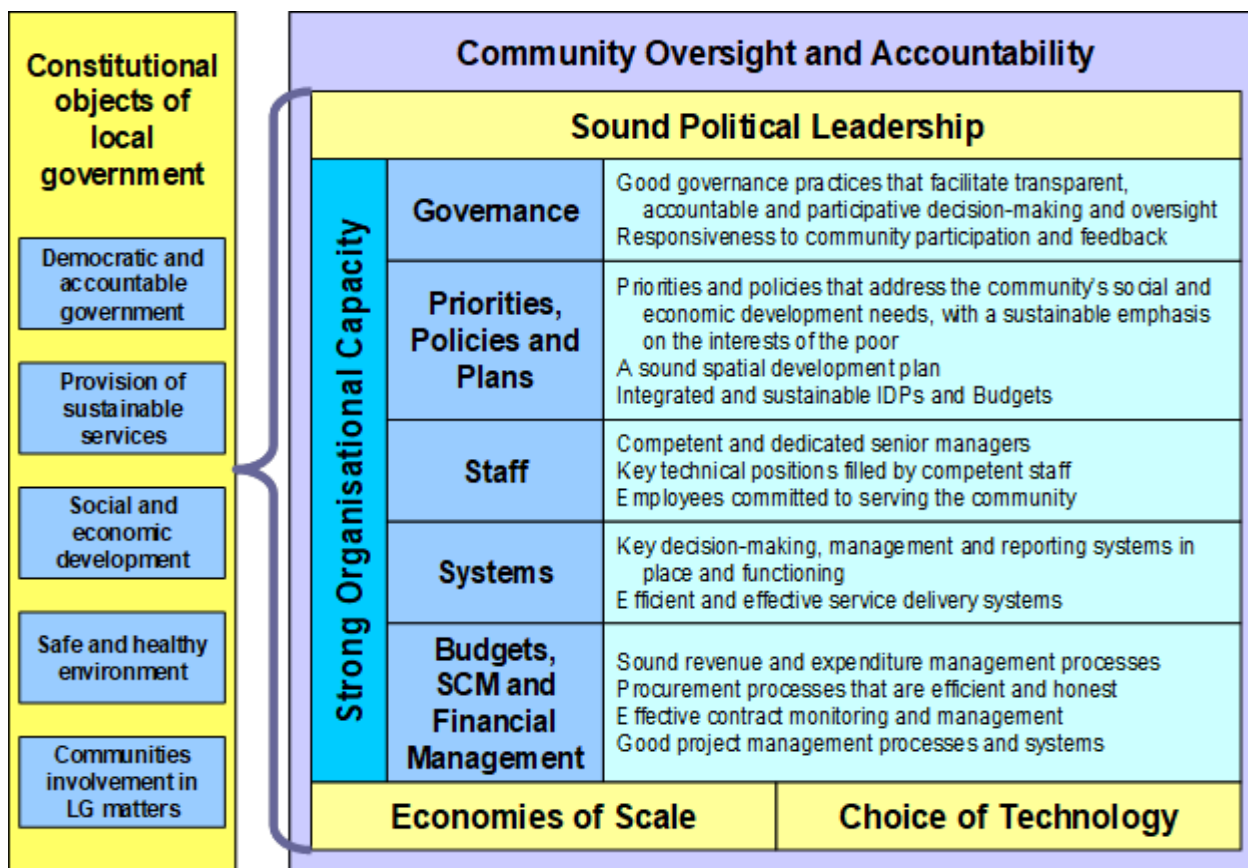 Constitutional
objects of
local
government
Democratic and
accountable
government
Provision of
sustainable
services
Social and
economic
development
Safe and healthy
environment
Communities
involvement in
LG matters
Community Oversight and Accountability
Sound Political Leadership
Strong Organisational Capacity
Governance
Good governance practices that facilitate transparent,
accountable and participative decision-making and oversight
Responsiveness to community participation and feedback
Priorities,
Policies and
Plans
Priorities and policies that address the community's social and
economic development needs, with a sustainable emphasis
on the interests of the poor
A sound spatial development plan
Integrated and sustainable IDPs and Budgets
Staff
Competent and dedicated senior managers
Key technical positions filled by competent staff
Employees committed to serving the community
Systems
Key decision-making, management and reporting systems in
place and functioning
Efficient and effective service delivery systems
Budgets,
SCM and
Financial
Management
Sound revenue and expenditure management processes
Procurement processes that are efficient and honest
Effective contract monitoring and management
Good project management processes and systems
Economies of Scale
Choice of Technology